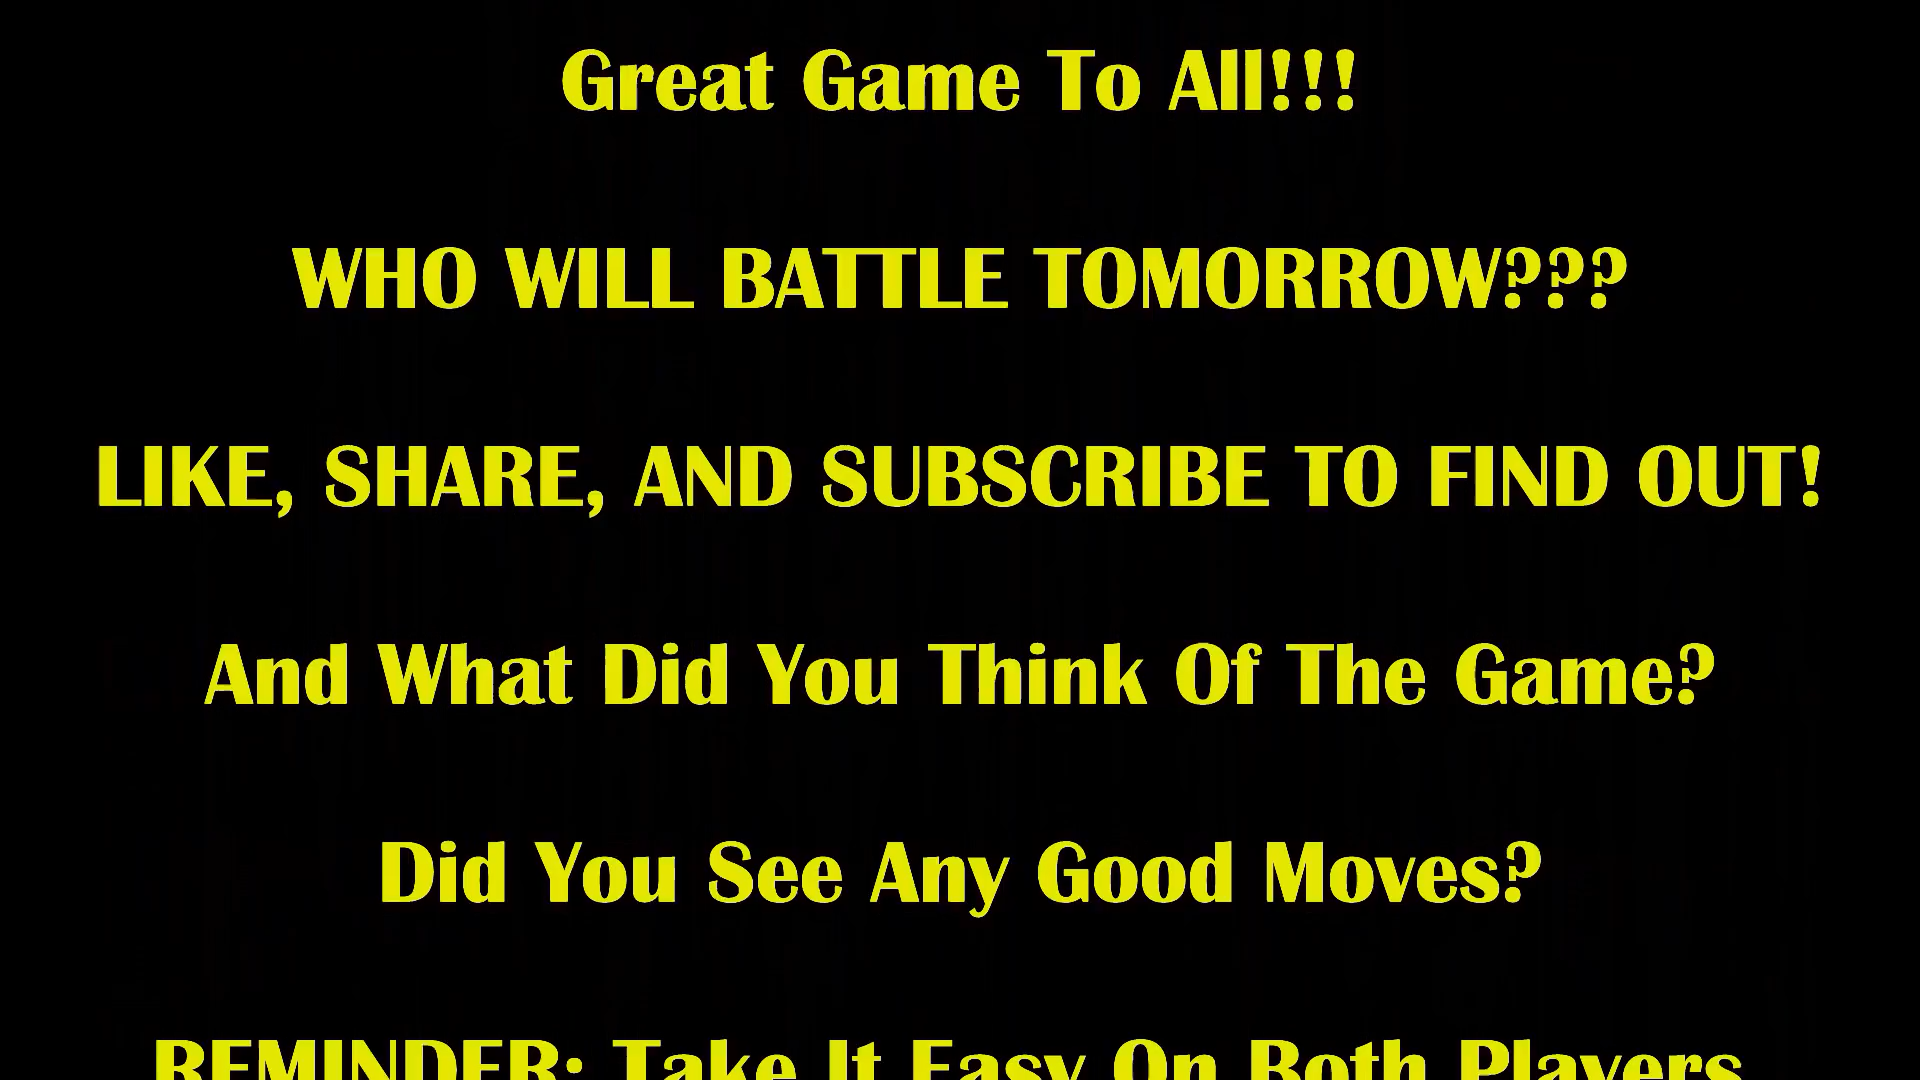 Great Game To All!!!
WHO WILL BATTLE TOMORROW???
LIKE, SHARE, AND SUBSCRIBE TO FIND OUT!
And What Did You Think Of The Game?
Did You See Any Good Moves?
REMINDER: Take It Easy On Both Players